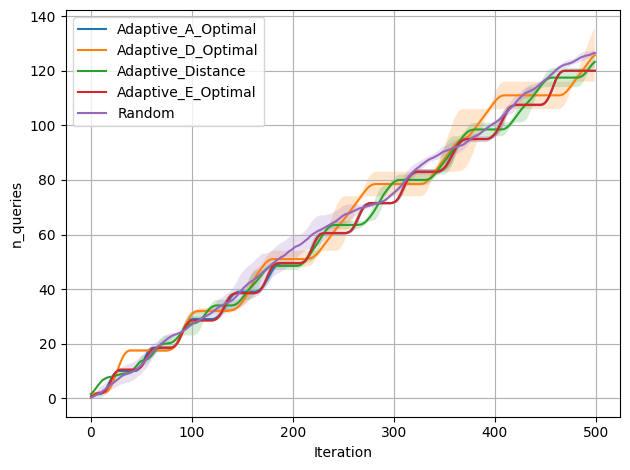 140
120
100
80
60
40
20
0
n_queries
Adaptive_A_Optimal
Adaptive_D_Optimal
Adaptive_Distance
Adaptive_E_Optimal
Random
0 100 200 300 400 500
Iteration